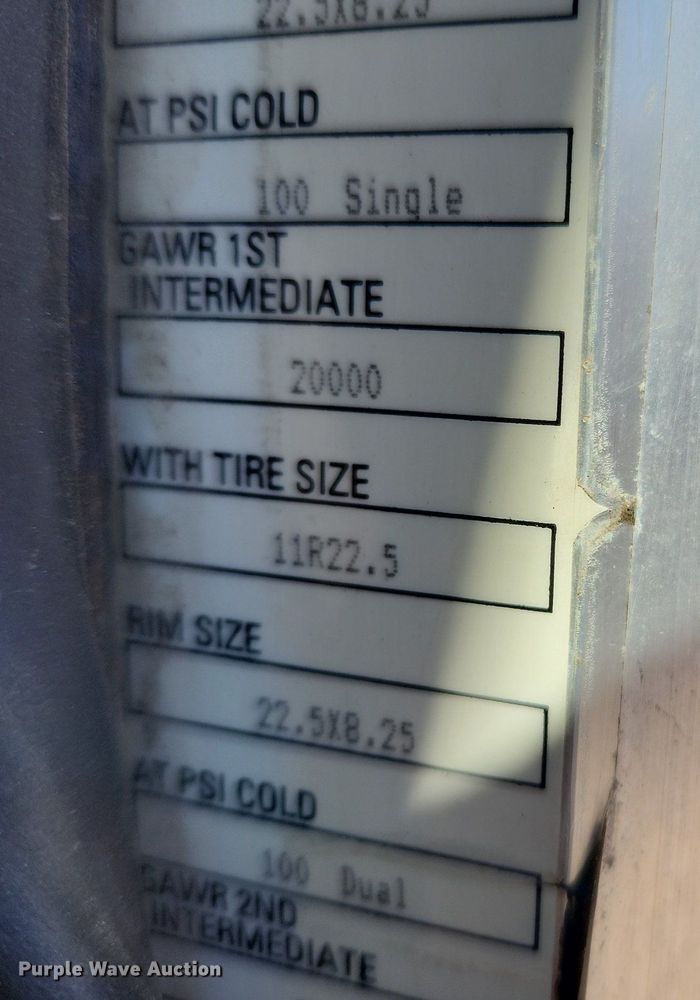 22.5X8.25
AT PSI COLD
100 Single
GAWR 1ST
INTERMEDIATE
20000
WITH TIRE SIZE
11R22.5
RIM SIZE
22.5X8.25
AT PSI COLD
100 Dual
GAWR 2ND
INTERMEDIATE
Purple Wave Auction